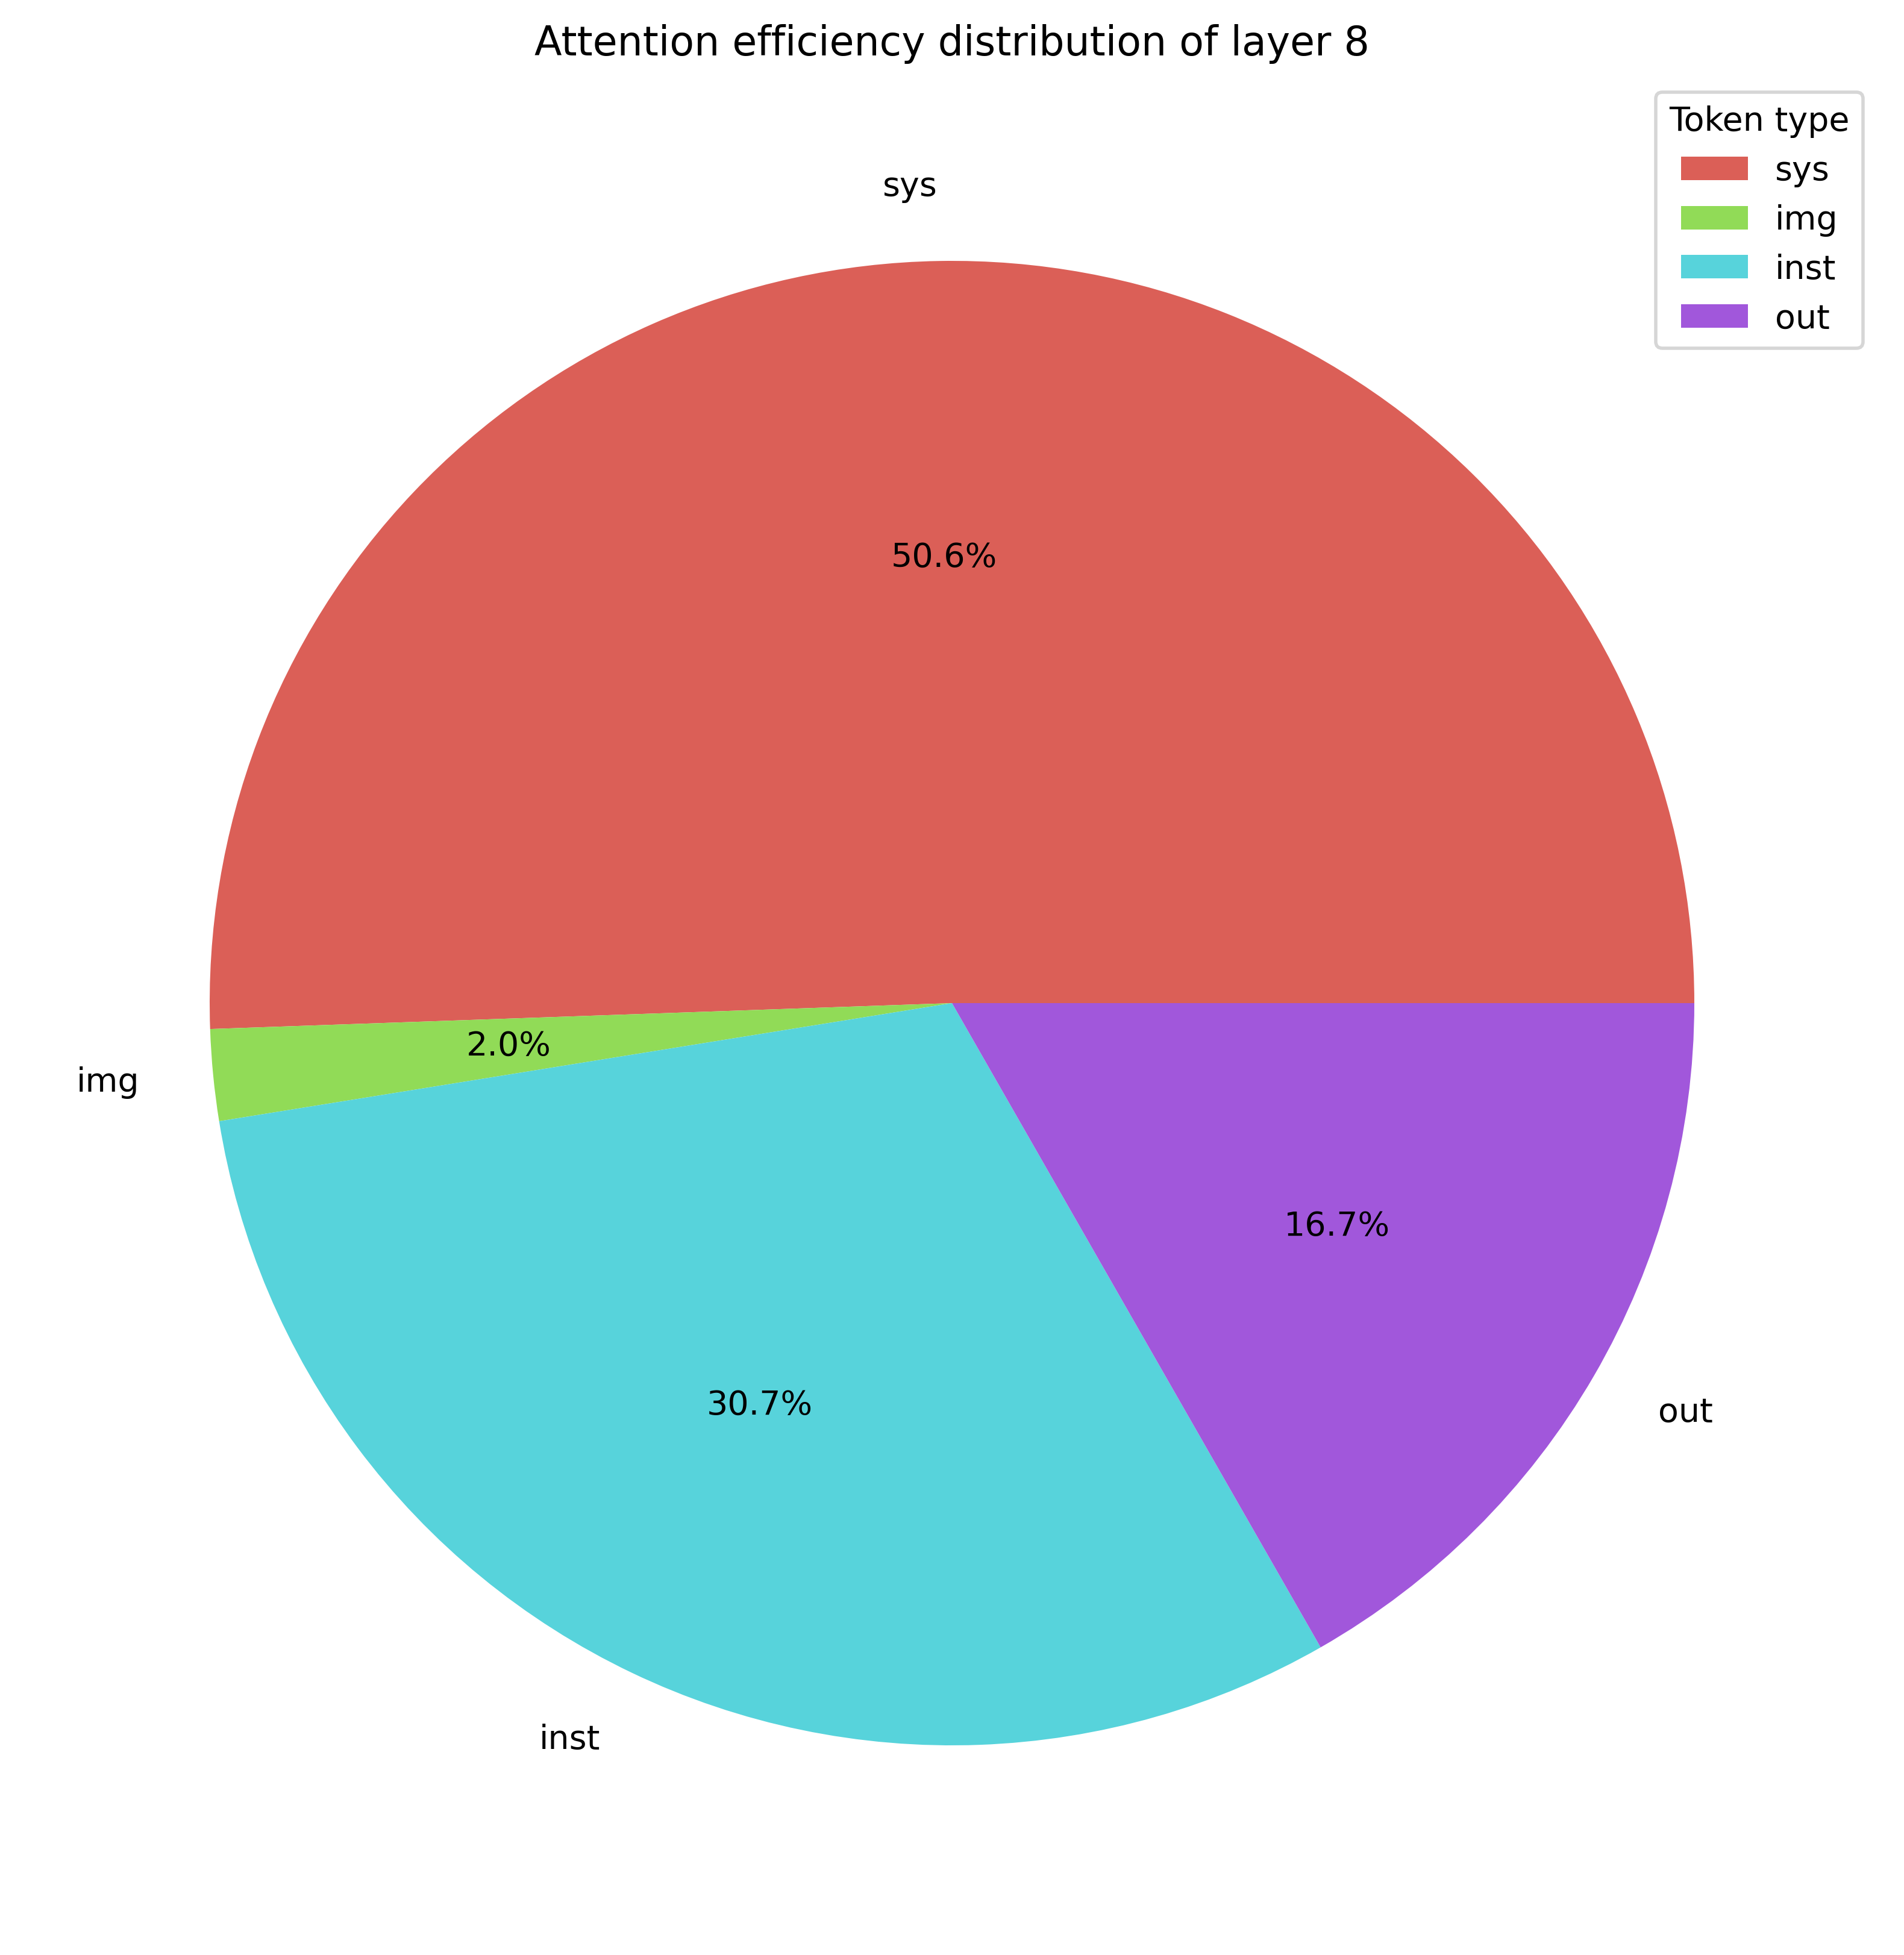 Attention efficiency distribution of layer 8
Token type
sys
img
inst
out
sys
50.6%
2.0%
img
16.7%
30.7%
out
inst